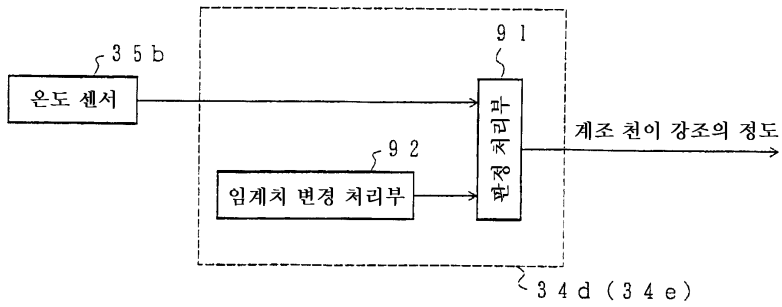 91
35b
온도 센서
판정 처리부
계조 천이 강조의 정도
92
임계치 변경 처리부
34d (34e)